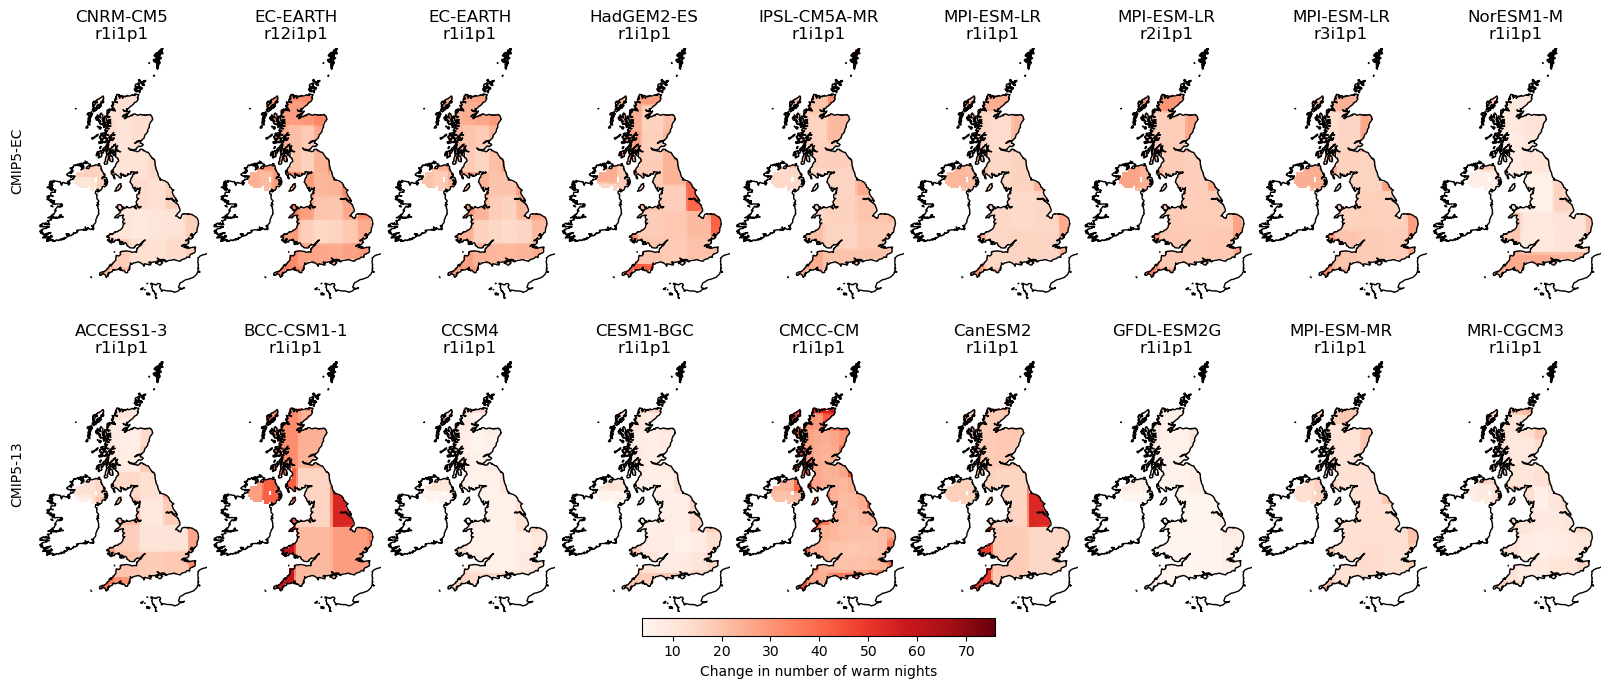 CNRM-CM5 EC-EARTH EC-EARTH HadGEM2-ES IPSL-CM5A-MR MPI-ESM-LR MPI-ESM-LR MPI-ESM-LR NorESM1-M
r1i1p1 r12i1p1 r1i1p1 r1i1p1 r1i1p1 r1i1p1 r2i1p1 r3i1p1 r1i1p1
CMIP5-EC
ACCESS1-3 BCC-CSM1-1 CCSM4 CESM1-BGC CMCC-CM CanESM2 GFDL-ESM2G MPI-ESM-MR MRI-CGCM3
r1i1p1 r1i1p1 r1i1p1 r1i1p1 r1i1p1 r1i1p1 r1i1p1 r1i1p1 r1i1p1
CMIP5-13
10 20 30 40 50 60 70
Change in number of warm nights